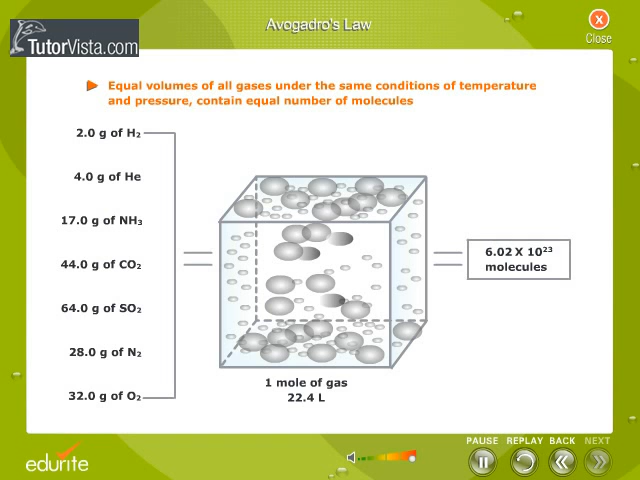 Avogadro's Law
X
Close
TutorVista.com
Equal volumes of all gases under the same conditions of temperature
and pressure, contain equal number of molecules
2.0 g of H₂
4.0 g of He
17.0 g of NH₃
44.0 g of CO₂
64.0 g of SO₂
28.0 g of N₂
32.0 g of O₂
6.02 X 10²³
molecules
1 mole of gas
22.4 L
PAUSE REPLAY BACK NEXT
edurite